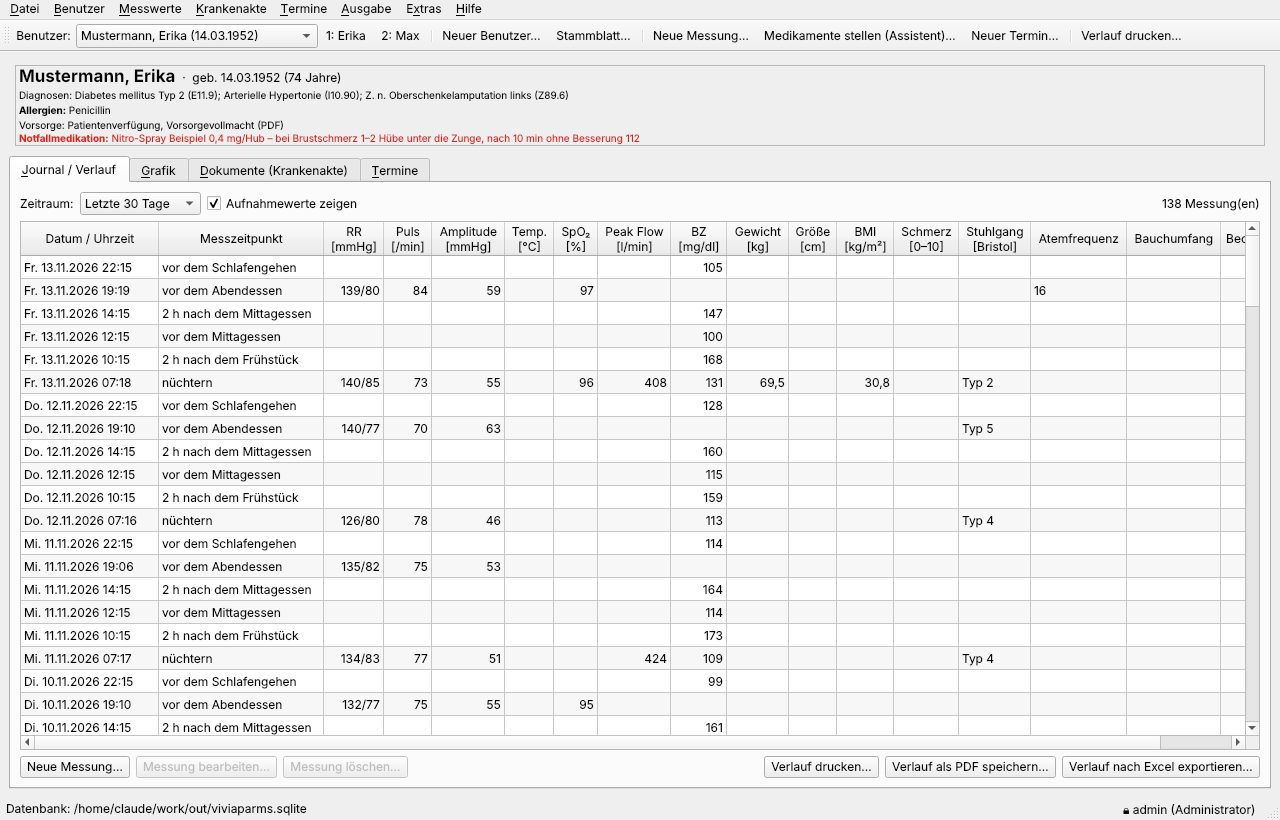 Datei Benutzer Messwerte Krankenakte Termine Ausgabe Extras Hilfe
Benutzer: Mustermann, Erika (14.03.1952) 1: Erika 2: Max Neuer Benutzer... Stammblatt... Neue Messung... Medikamente stellen (Assistent)... Neuer Termin... Verlauf drucken...
Mustermann, Erika · geb. 14.03.1952 (74 Jahre)
Diagnosen: Diabetes mellitus Typ 2 (E11.9); Arterielle Hypertonie (I10.90); Z. n. Oberschenkelamputation links (Z89.6)
Allergien: Penicillin
Vorsorge: Patientenverfügung, Vorsorgevollmacht (PDF)
Notfallmedikation: Nitro-Spray Beispiel 0,4 mg/Hub – bei Brustschmerz 1–2 Hübe unter die Zunge, nach 10 min ohne Besserung 112
Journal / Verlauf Grafik Dokumente (Krankenakte) Termine
Zeitraum: Letzte 30 Tage Aufnahmewerte zeigen 138 Messung(en)
Datum / Uhrzeit Messzeitpunkt RR [mmHg] Puls [/min] Amplitude [mmHg] Temp. [°C] SpO₂ [%] Peak Flow [l/min] BZ [mg/dl] Gewicht [kg] Größe [cm] BMI [kg/m²] Schmerz [0–10] Stuhlgang [Bristol] Atemfrequenz Bauchumfang Bec
Fr. 13.11.2026 22:15 vor dem Schlafengehen 105
Fr. 13.11.2026 19:19 vor dem Abendessen 139/80 84 59 97 16
Fr. 13.11.2026 14:15 2 h nach dem Mittagessen 147
Fr. 13.11.2026 12:15 vor dem Mittagessen 100
Fr. 13.11.2026 10:15 2 h nach dem Frühstück 168
Fr. 13.11.2026 07:18 nüchtern 140/85 73 55 96 408 131 69,5 30,8 Typ 2
Do. 12.11.2026 22:15 vor dem Schlafengehen 128
Do. 12.11.2026 19:10 vor dem Abendessen 140/77 70 63 Typ 5
Do. 12.11.2026 14:15 2 h nach dem Mittagessen 160
Do. 12.11.2026 12:15 vor dem Mittagessen 115
Do. 12.11.2026 10:15 2 h nach dem Frühstück 159
Do. 12.11.2026 07:16 nüchtern 126/80 78 46 113 Typ 4
Mi. 11.11.2026 22:15 vor dem Schlafengehen 114
Mi. 11.11.2026 19:06 vor dem Abendessen 135/82 75 53
Mi. 11.11.2026 14:15 2 h nach dem Mittagessen 164
Mi. 11.11.2026 12:15 vor dem Mittagessen 114
Mi. 11.11.2026 10:15 2 h nach dem Frühstück 173
Mi. 11.11.2026 07:17 nüchtern 134/83 77 51 424 109 Typ 4
Di. 10.11.2026 22:15 vor dem Schlafengehen 99
Di. 10.11.2026 19:10 vor dem Abendessen 132/77 75 55 95
Di. 10.11.2026 14:15 2 h nach dem Mittagessen 161
Neue Messung... Messung bearbeiten... Messung löschen... Verlauf drucken... Verlauf als PDF speichern... Verlauf nach Excel exportieren...
Datenbank: /home/claude/work/out/viviaparms.sqlite admin (Administrator)